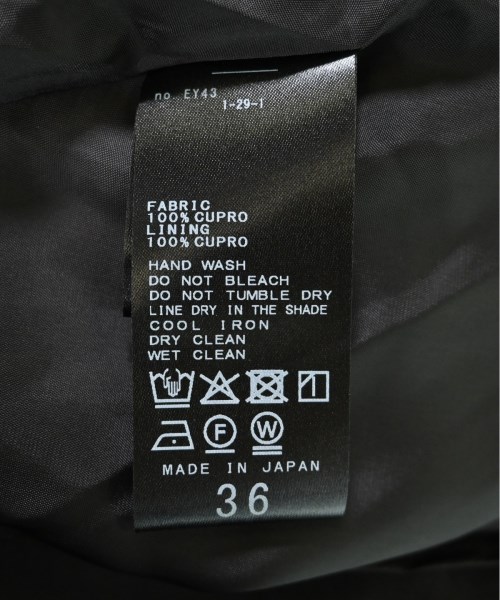 no. EY43
1-29-1
FABRIC
100% CUPRO
LINING
100% CUPRO
HAND WASH
DO NOT BLEACH
DO NOT TUMBLE DRY
LINE DRY IN THE SHADE
COOL IRON
DRY CLEAN
WET CLEAN
F W
MADE IN JAPAN
36